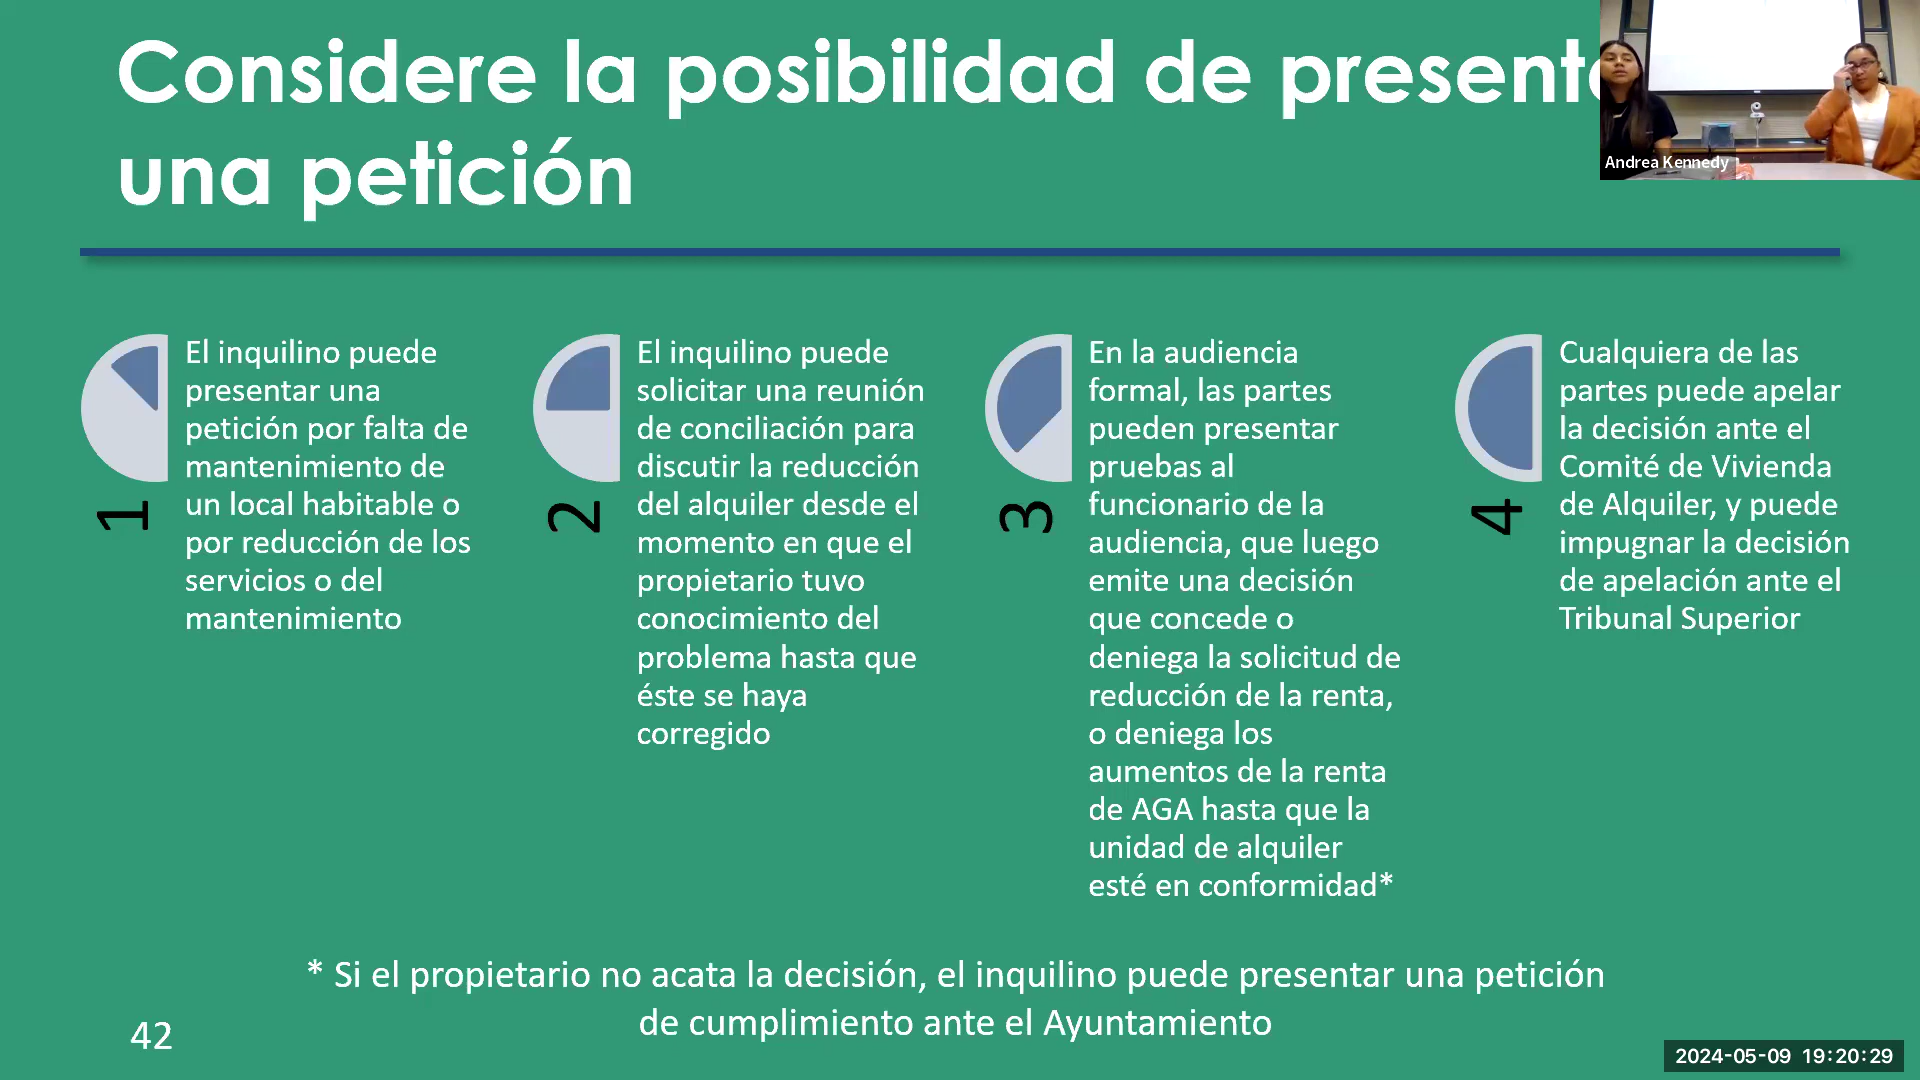 Considere la posibilidad de present
una petición
Andrea Kennedy
1
El inquilino puede
presentar una
petición por falta de
mantenimiento de
un local habitable o
por reducción de los
servicios o del
mantenimiento
2
El inquilino puede
solicitar una reunión
de conciliación para
discutir la reducción
del alquiler desde el
momento en que el
propietario tuvo
conocimiento del
problema hasta que
éste se haya
corregido
3
En la audiencia
formal, las partes
pueden presentar
pruebas al
funcionario de la
audiencia, que luego
emite una decisión
que concede o
deniega la solicitud de
reducción de la renta,
o deniega los
aumentos de la renta
de AGA hasta que la
unidad de alquiler
esté en conformidad*
4
Cualquiera de las
partes puede apelar
la decisión ante el
Comité de Vivienda
de Alquiler, y puede
impugnar la decisión
de apelación ante el
Tribunal Superior
* Si el propietario no acata la decisión, el inquilino puede presentar una petición
de cumplimiento ante el Ayuntamiento
42
2024-05-09 19:20:29